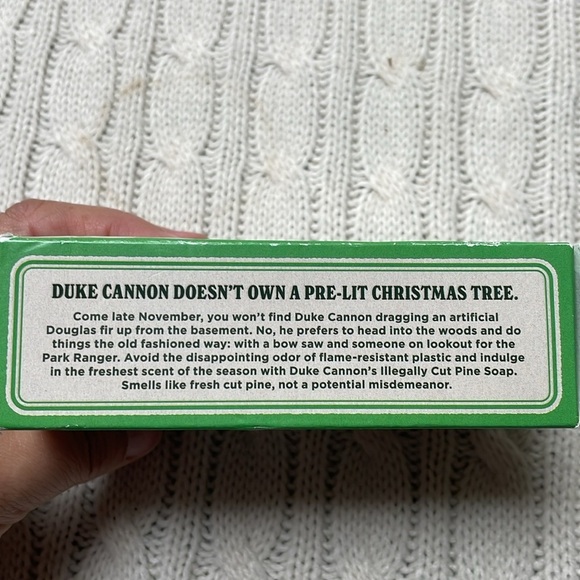 DUKE CANNON DOESN'T OWN A PRE-LIT CHRISTMAS TREE.
Come late November, you won't find Duke Cannon dragging an artificial
Douglas fir up from the basement. No, he prefers to head into the woods and do
things the old fashioned way: with a bow saw and someone on lookout for the
Park Ranger. Avoid the disappointing odor of flame-resistant plastic and indulge
in the freshest scent of the season with Duke Cannon's Illegally Cut Pine Soap.
Smells like fresh cut pine, not a potential misdemeanor.